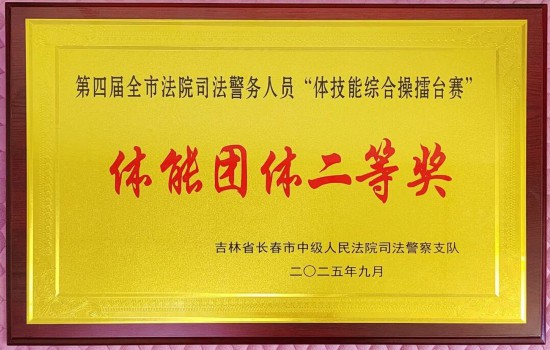 第四届全市法院司法警务人员“体技能综合操擂台赛”
体能团体二等奖
吉林省长春市中级人民法院司法警察支队
二〇二五年九月